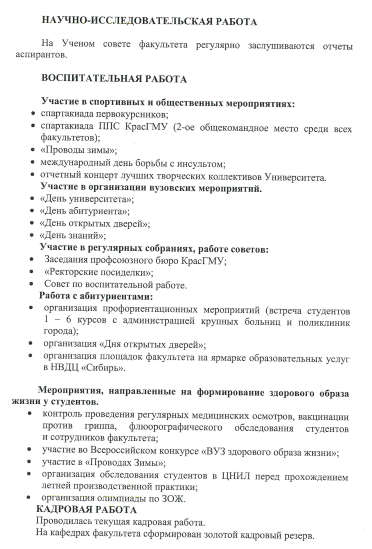 НАУЧНО-ИССЛЕДОВАТЕЛЬСКАЯ РАБОТА
На Ученом совете факультета регулярно заслушиваются отчеты
аспирантов.
ВОСПИТАТЕЛЬНАЯ РАБОТА
Участие в спортивных и общественных мероприятиях:
• спартакиада первокурсников;
• спартакиада ППС КрасГМУ (2-ое общекомандное место среди всех
факультетов);
• «Проводы зимы»;
• международный день борьбы с инсультом;
• отчетный концерт лучших творческих коллективов Университета.
Участие в организации вузовских мероприятий.
• «День университета»;
• «День абитуриента»;
• «День открытых дверей»;
• «День знаний»;
Участие в регулярных собраниях, работе советов:
• Заседания профсоюзного бюро КрасГМУ;
• «Ректорские посиделки»;
• Совет по воспитательной работе.
Работа с абитуриентами:
• организация профориентационных мероприятий (встреча студентов
1 – 6 курсов с администрацией крупных больниц и поликлиник
города);
• организация «Дня открытых дверей»;
• организация площадок факультета на ярмарке образовательных услуг
в НВДЦ «Сибирь».
Мероприятия, направленные на формирование здорового образа
жизни у студентов.
• контроль проведения регулярных медицинских осмотров, вакцинации
против гриппа, флюорографического обследования студентов
и сотрудников факультета;
• участие во Всероссийском конкурсе «ВУЗ здорового образа жизни»;
• участие в «Проводах Зимы»;
• организация обследования студентов в ЦНИЛ перед прохождением
летней производственной практики;
• организация олимпиады по ЗОЖ.
КАДРОВАЯ РАБОТА
Проводилась текущая кадровая работа.
На кафедрах факультета сформирован золотой кадровый резерв.